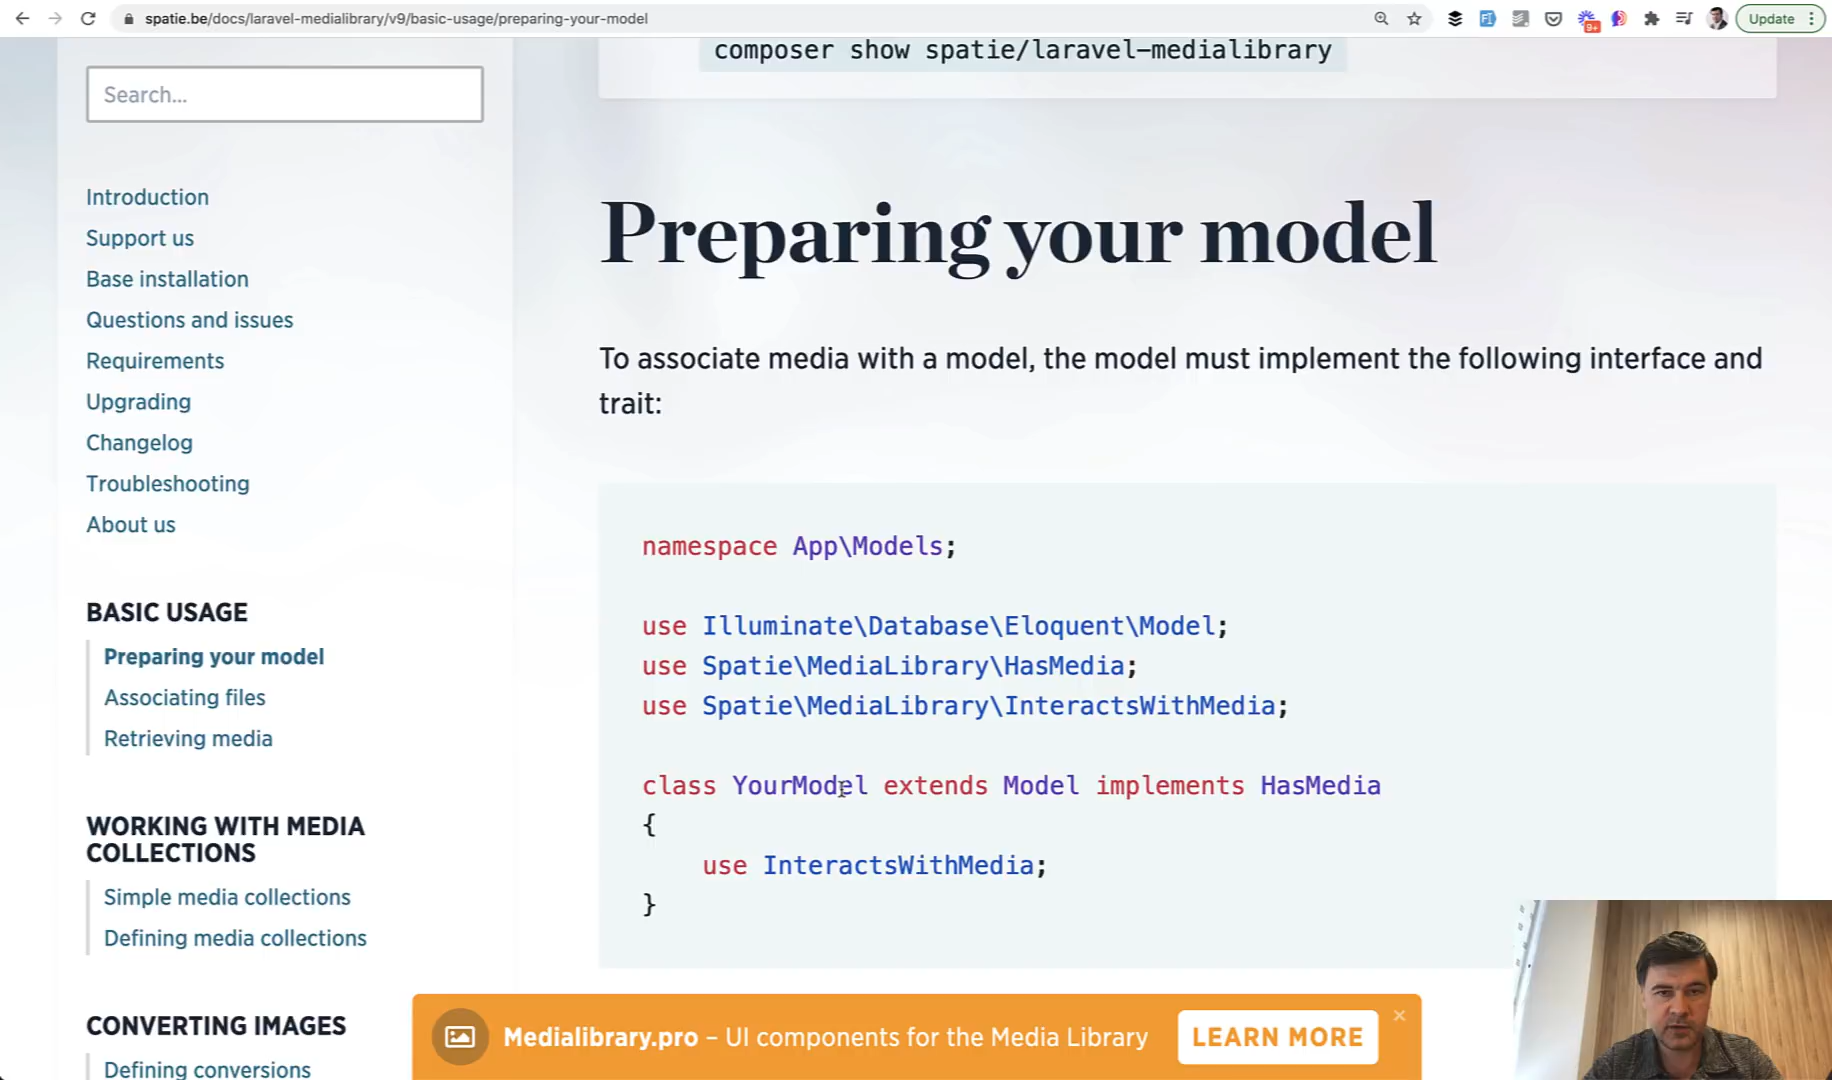 spatie.be/docs/laravel-medialibrary/v9/basic-usage/preparing-your-model
9+
Update
composer show spatie/laravel-medialibrary
Search...
Introduction
Support us
Base installation
Questions and issues
Requirements
Upgrading
Changelog
Troubleshooting
About us
BASIC USAGE
Preparing your model
Associating files
Retrieving media
WORKING WITH MEDIA
COLLECTIONS
Simple media collections
Defining media collections
CONVERTING IMAGES
Defining conversions
Preparing your model
To associate media with a model, the model must implement the following interface and
trait:
namespace App\Models;
use Illuminate\Database\Eloquent\Model;
use Spatie\MediaLibrary\HasMedia;
use Spatie\MediaLibrary\InteractsWithMedia;
class YourModel extends Model implements HasMedia
{
use InteractsWithMedia;
}
Medialibrary.pro – UI components for the Media Library
LEARN MORE